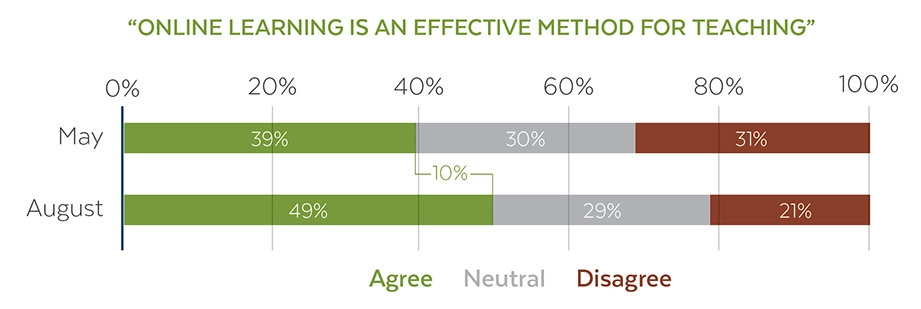 “ONLINE LEARNING IS AN EFFECTIVE METHOD FOR TEACHING”
0% 20% 40% 60% 80% 100%
May 39% 30% 31%
10%
August 49% 29% 21%
Agree Neutral Disagree